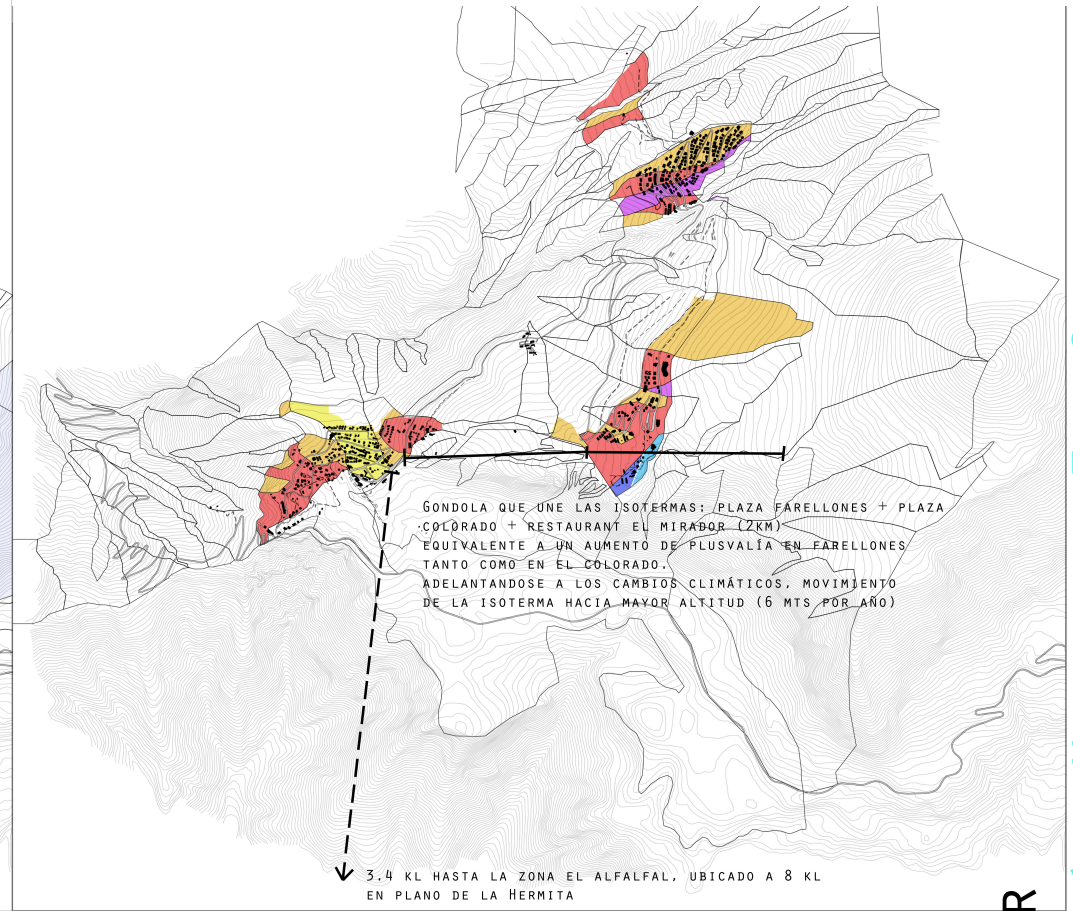 GONDOLA QUE UNE LAS ISOTERMAS: PLAZA FARELLONES + PLAZA
COLORADO + RESTAURANT EL MIRADOR (2KM)
EQUIVALENTE A UN AUMENTO DE PLUSVALÍA EN FARELLONES
TANTO COMO EN EL COLORADO.
ADELANTANDOSE A LOS CAMBIOS CLIMÁTICOS, MOVIMIENTO
DE LA ISOTERMA HACIA MAYOR ALTITUD (6 MTS POR AÑO)
3.4 KL HASTA LA ZONA EL ALFALFAL, UBICADO A 8 KL
EN PLANO DE LA HERMITA
R